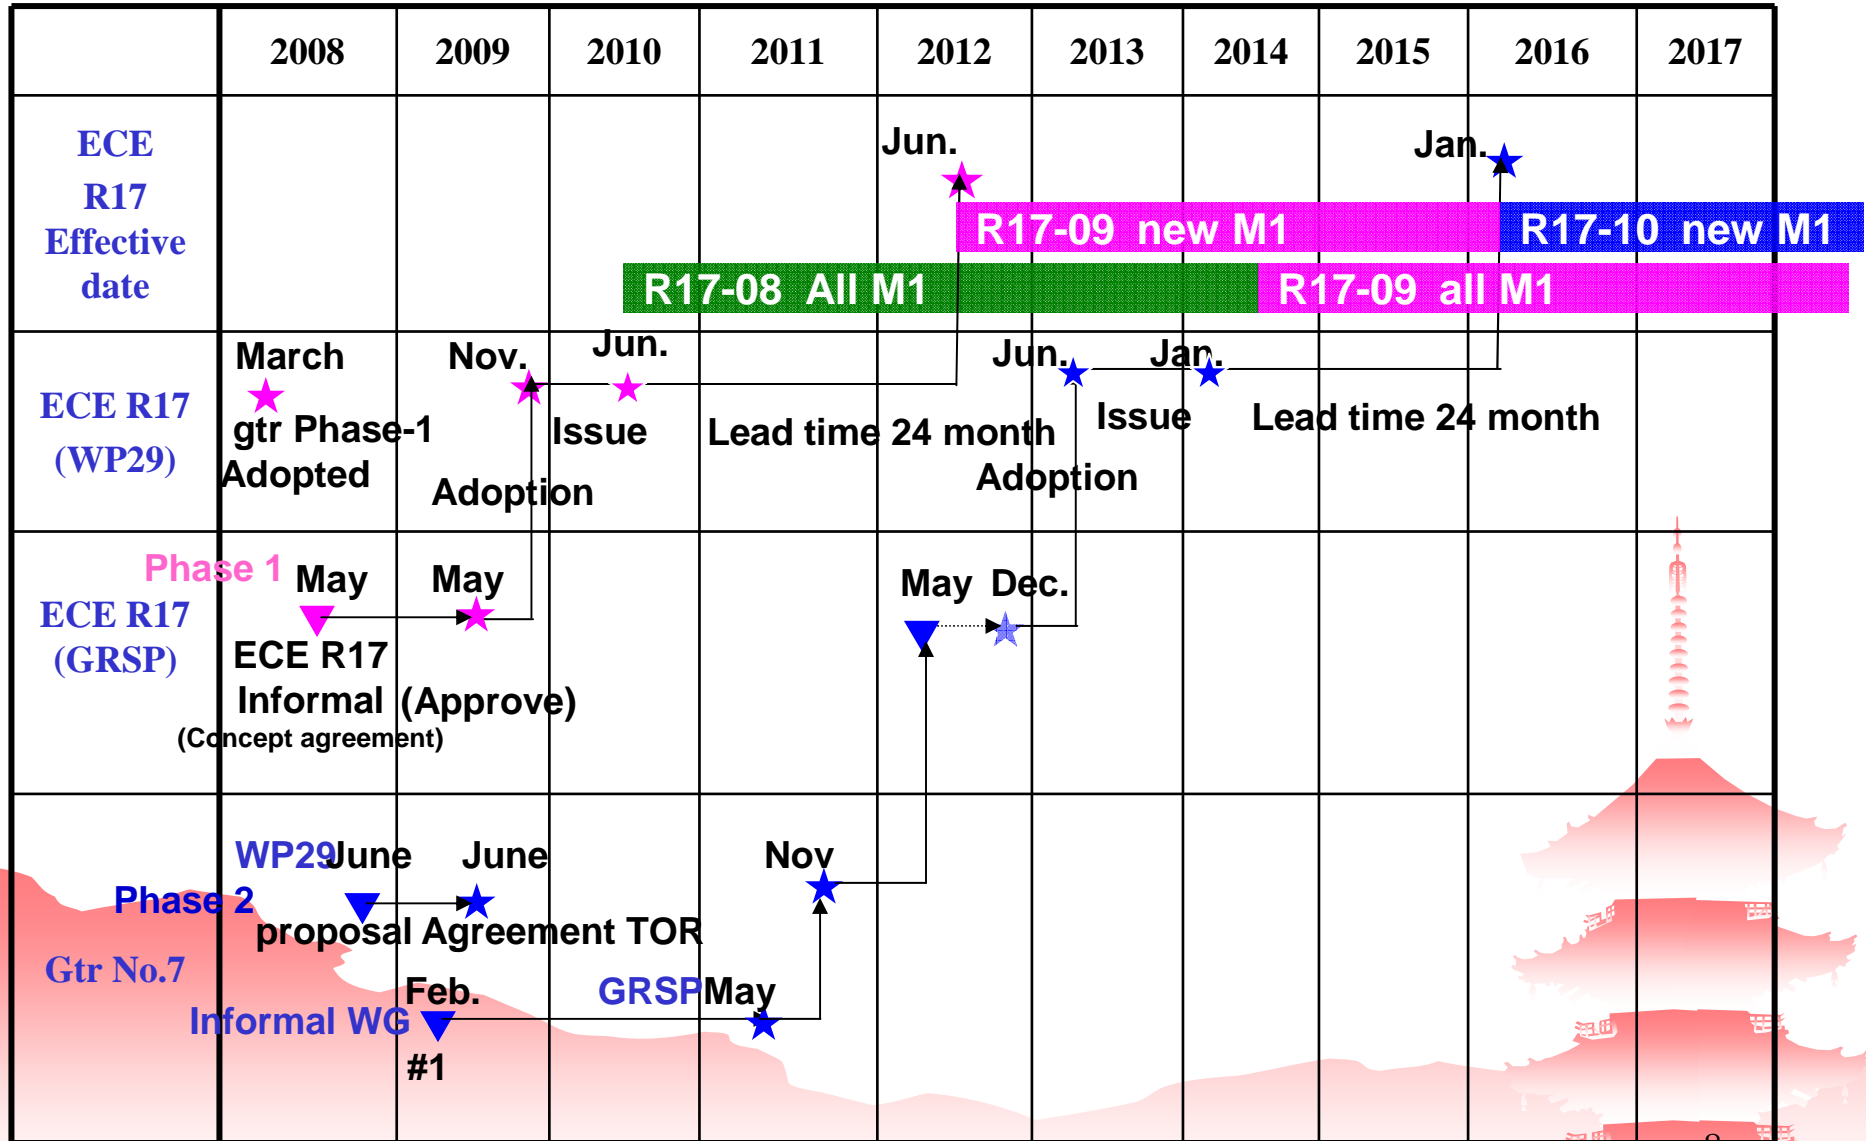 2008 2009 2010 2011 2012 2013 2014 2015 2016 2017
ECE
R17
Effective
date
Jun.
Jan.
R17-09 new M1
R17-10 new M1
R17-08 All M1
R17-09 all M1
ECE R17
(WP29)
March
gtr Phase-1
Adopted
Nov.
Adoption
Jun.
Issue
Lead time 24 month
Jun.
Adoption
Issue
Jan.
Lead time 24 month
Phase 1
ECE R17
(GRSP)
May
May
ECE R17
Informal (Approve)
(Concept agreement)
May Dec.
WP29 June June
Phase 2
proposal Agreement TOR
Nov
Gtr No.7
Feb.
GRSP May
Informal WG
#1